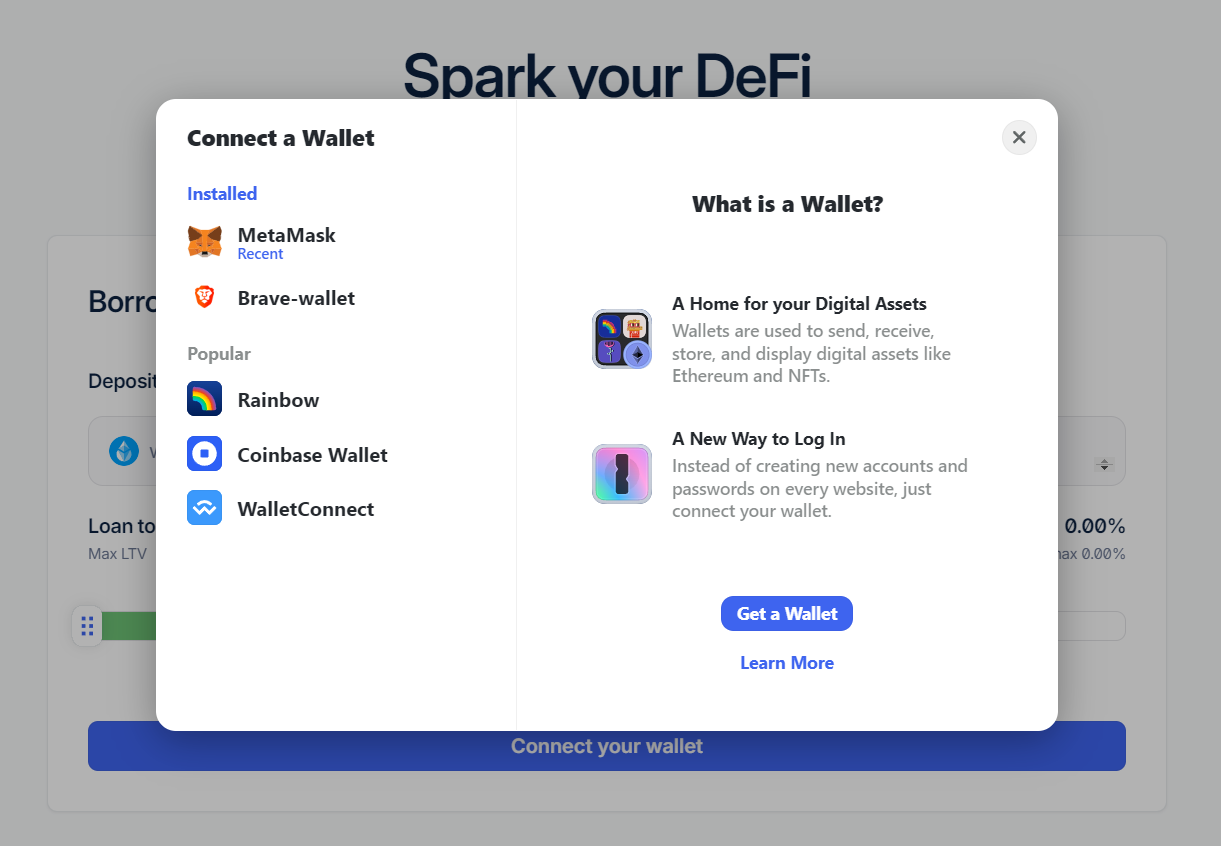 Spark your DeFi
Connect a Wallet
Installed
MetaMask
Recent
Brave-wallet
Popular
Rainbow
Coinbase Wallet
WalletConnect
What is a Wallet?
A Home for your Digital Assets
Wallets are used to send, receive,
store, and display digital assets like
Ethereum and NFTs.
A New Way to Log In
Instead of creating new accounts and
passwords on every website, just
connect your wallet.
Get a Wallet
Learn More
Deposit
Loan to
0.00%
Max LTV
0.00%
Connect your wallet